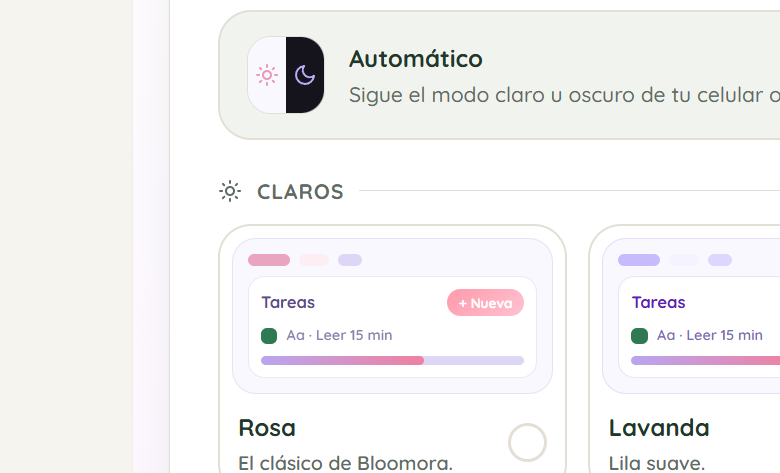 Automático
Sigue el modo claro u oscuro de tu celular o
CLAROS
Tareas
+ Nueva
Aa · Leer 15 min
Rosa
El clásico de Bloomora.
Tareas
Aa · Leer 15 min
Lavanda
Lila suave.